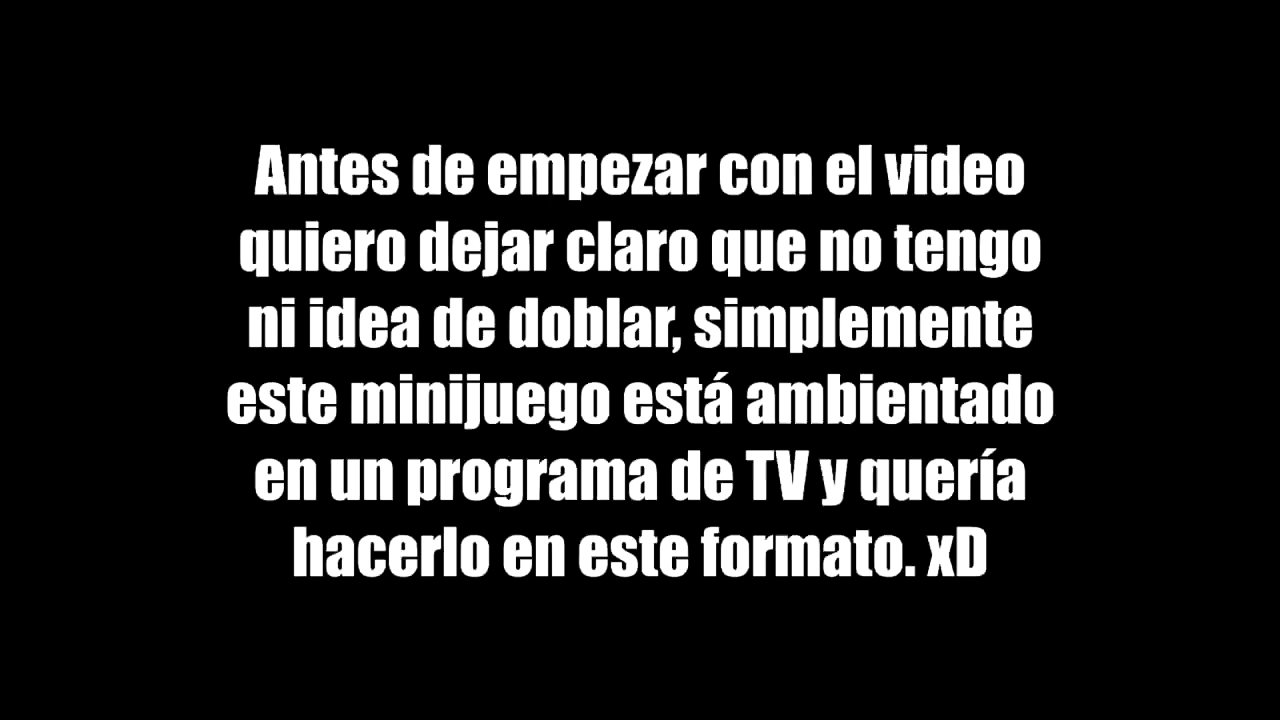 Antes de empezar con el video
quiero dejar claro que no tengo
ni idea de doblar, simplemente
este minijuego está ambientado
en un programa de TV y quería
hacerlo en este formato. xD